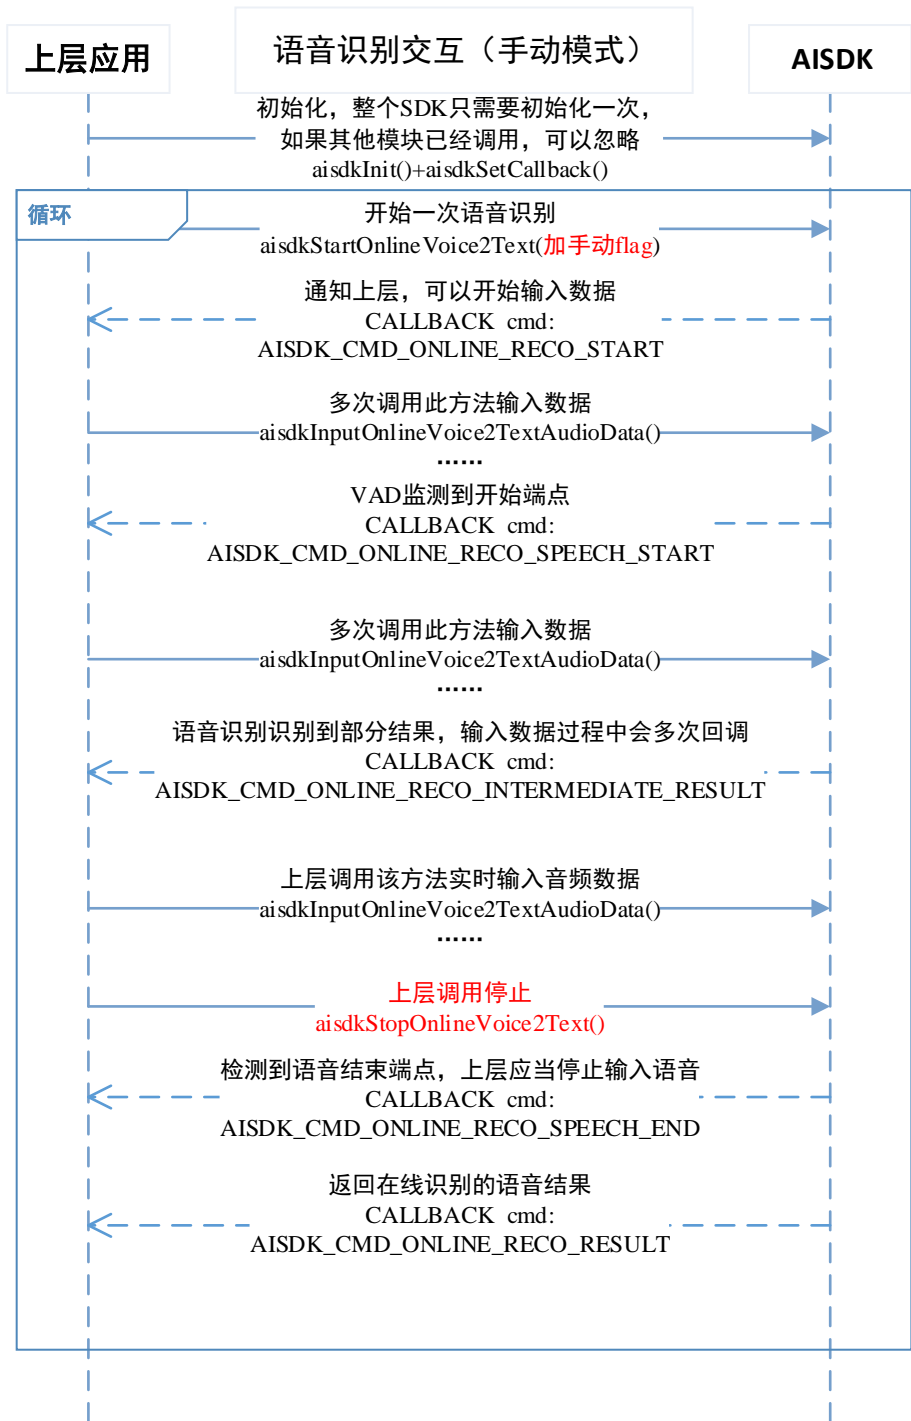 上层应用
语音识别交互（手动模式）
AISDK
初始化，整个SDK只需要初始化一次，
如果其他模块已经调用，可以忽略
aisdkInit()+aisdkSetCallback()
循环
开始一次语音识别
aisdkStartOnlineVoice2Text(加手动flag)
通知上层，可以开始输入数据
CALLBACK cmd:
AISDK_CMD_ONLINE_RECO_START
多次调用此方法输入数据
aisdkInputOnlineVoice2TextAudioData()
……
VAD监测到开始端点
CALLBACK cmd:
AISDK_CMD_ONLINE_RECO_SPEECH_START
多次调用此方法输入数据
aisdkInputOnlineVoice2TextAudioData()
……
语音识别识别到部分结果，输入数据过程中会多次回调
CALLBACK cmd:
AISDK_CMD_ONLINE_RECO_INTERMEDIATE_RESULT
上层调用该方法实时输入音频数据
aisdkInputOnlineVoice2TextAudioData()
……
上层调用停止
aisdkStopOnlineVoice2Text()
检测到语音结束端点，上层应当停止输入语音
CALLBACK cmd:
AISDK_CMD_ONLINE_RECO_SPEECH_END
返回在线识别的语音结果
CALLBACK cmd:
AISDK_CMD_ONLINE_RECO_RESULT